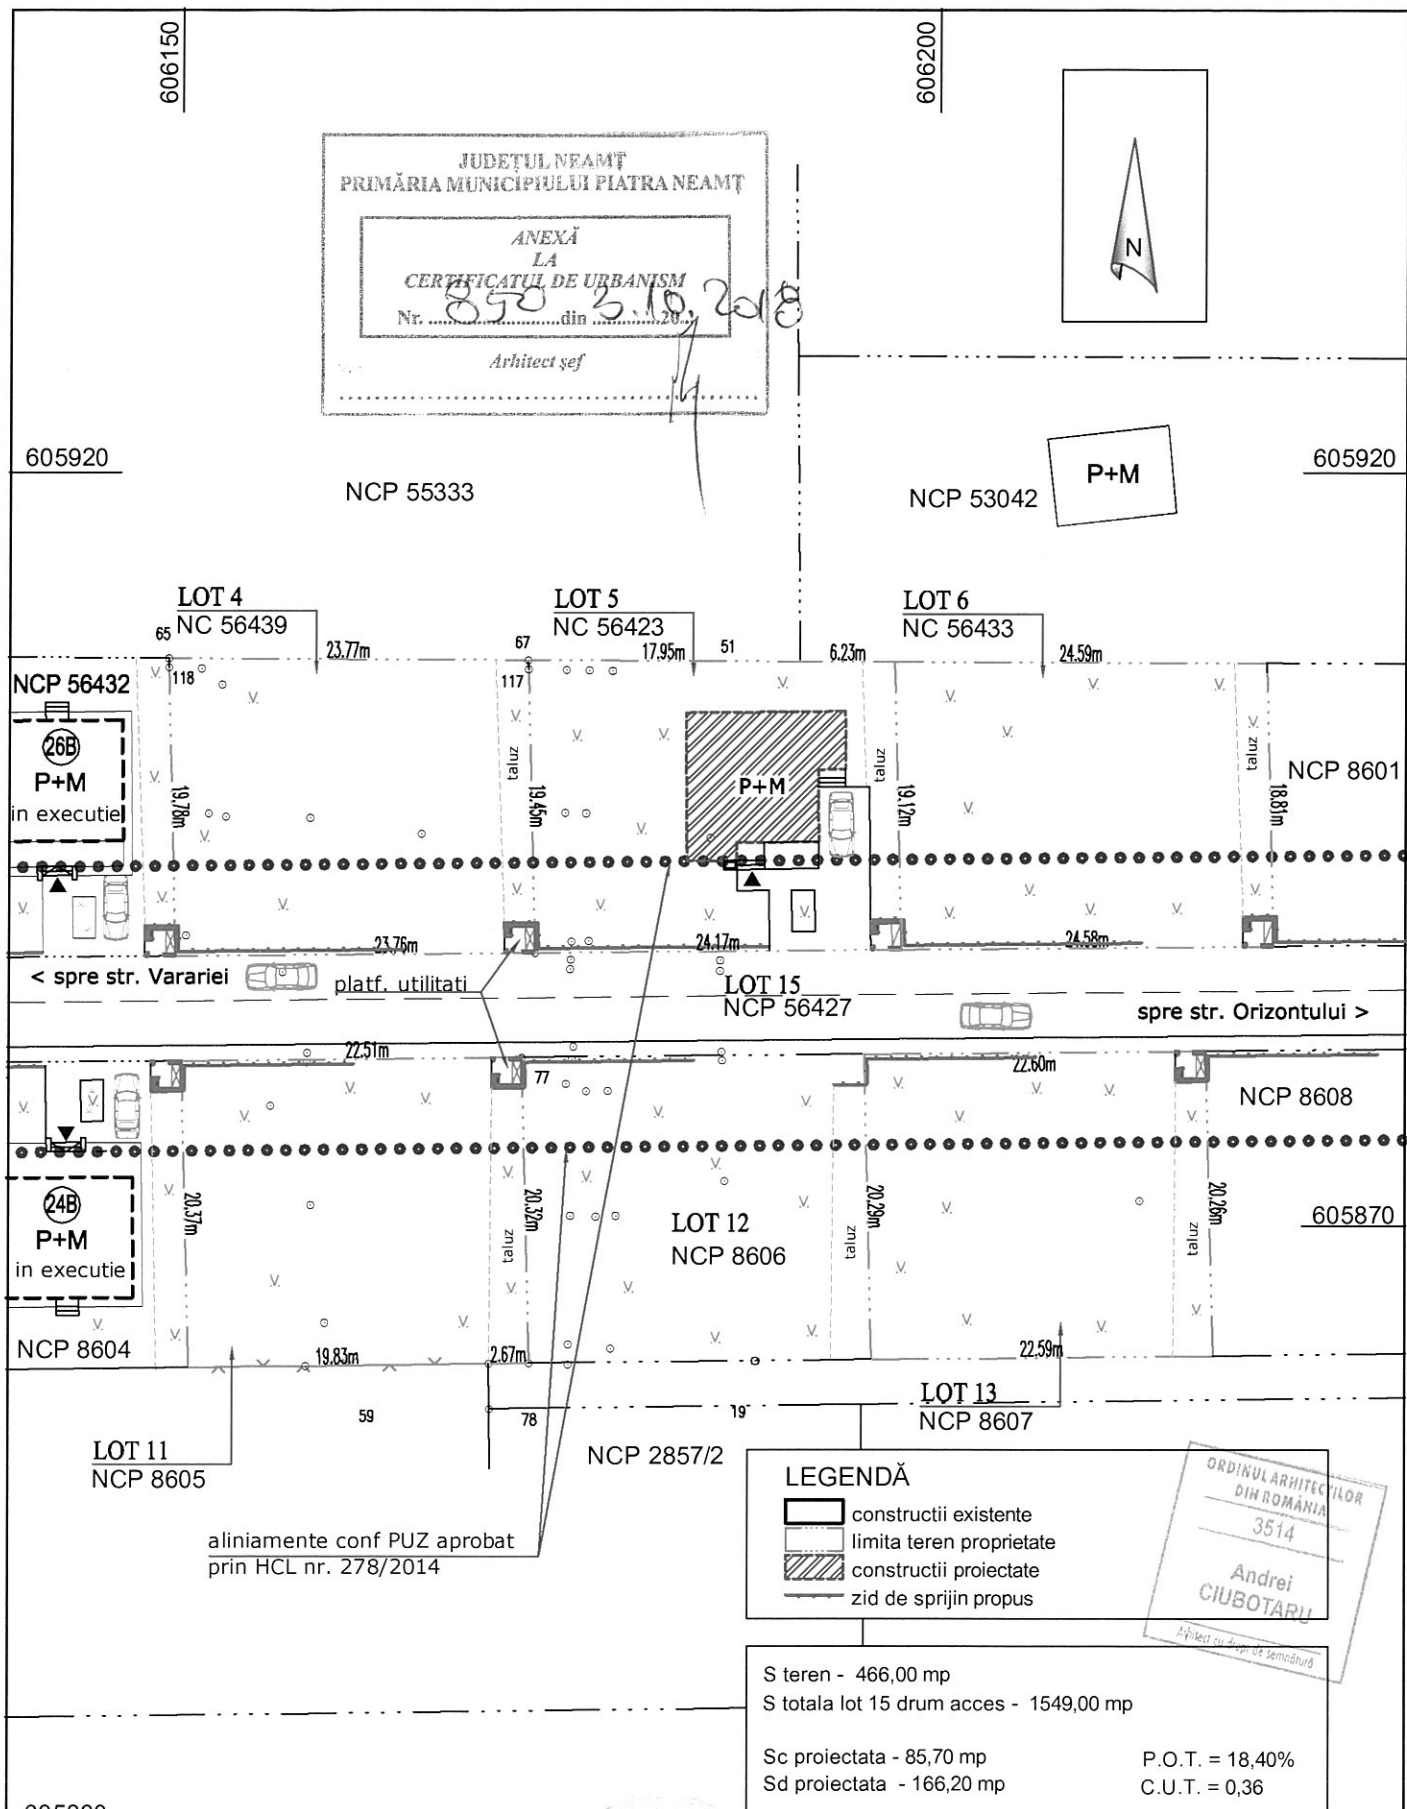 606150
606200
JUDEȚUL NEAMȚ
PRIMĂRIA MUNICIPIULUI PIATRA NEAMȚ
ANEXĂ
LA
CERTIFICATUL DE URBANISM
Nr. 850 din 3.10.2018
Arhitect șef
N
605920
605920
NCP 55333
NCP 53042
P+M
LOT 4
NC 56439
LOT 5
NC 56423
LOT 6
NC 56433
65
23.77m
67
17.95m
51
6.23m
24.59m
118
117
NCP 56432
26B
P+M
in executie
19.78m
taluz
19.45m
P+M
taluz
19.12m
taluz
18.81m
NCP 8601
23.76m
24.17m
24.58m
< spre str. Varariei
platf. utilitati
LOT 15
NCP 56427
spre str. Orizontului >
22.51m
77
22.60m
NCP 8608
24B
P+M
in executie
20.37m
taluz
20.32m
LOT 12
NCP 8606
taluz
20.29m
taluz
20.26m
605870
NCP 8604
19.83m
2.67m
22.59m
59
78
19
LOT 13
NCP 8607
LOT 11
NCP 8605
NCP 2857/2
aliniamente conf PUZ aprobat
prin HCL nr. 278/2014
LEGENDĂ
constructii existente
limita teren proprietate
constructii proiectate
zid de sprijin propus
ORDINUL ARHITECȚILOR
DIN ROMÂNIA
3514
Andrei
CIUBOTARU
Arhitect cu drept de semnătură
S teren - 466,00 mp
S totala lot 15 drum acces - 1549,00 mp
Sc proiectata - 85,70 mp P.O.T. = 18,40%
Sd proiectata - 166,20 mp C.U.T. = 0,36